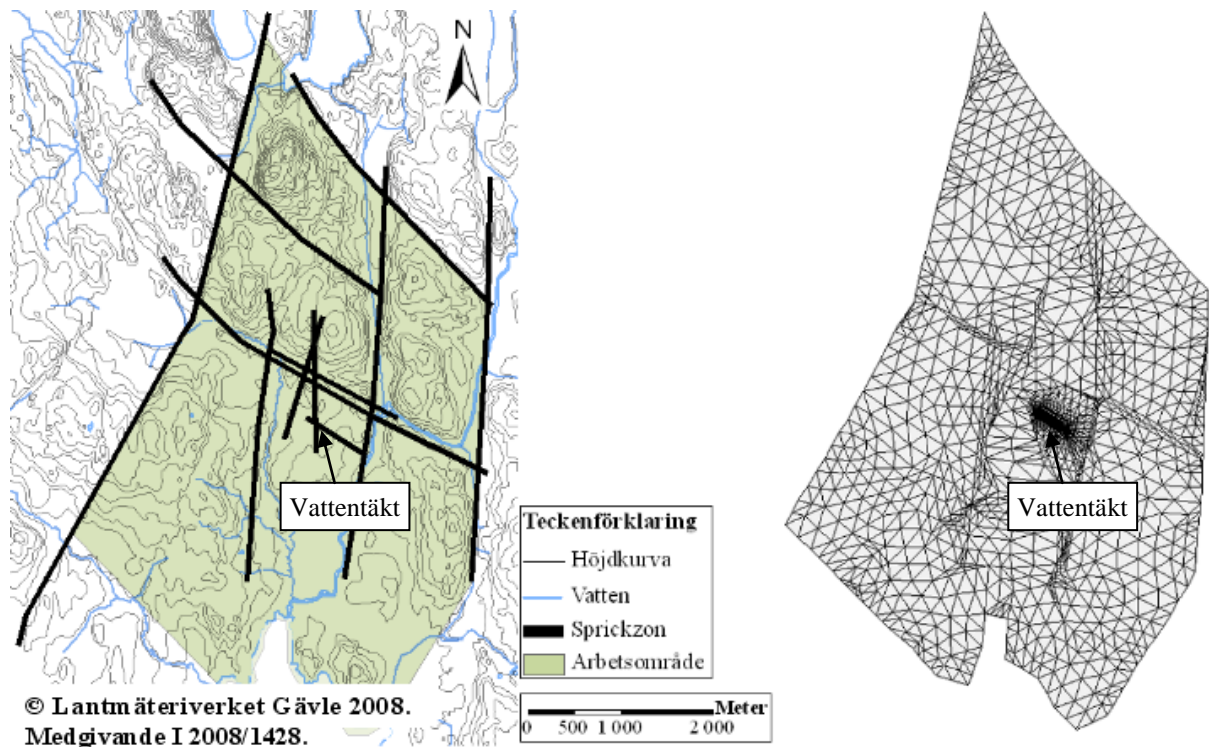 N
Vattentäkt
Vattentäkt
Teckenförklaring
Höjdkurva
Vatten
Sprickzon
Arbetsområde
© Lantmäteriverket Gävle 2008.
Medgivande I 2008/1428.
Meter
0 500 1 000 2 000